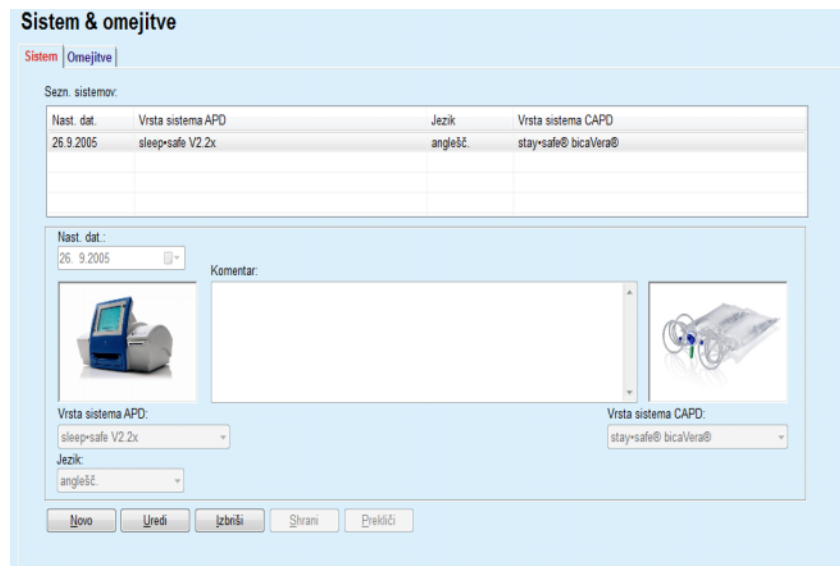 Sistem & omejitve
Sistem Omejitve
Sezn. sistemov:
Nast. dat. Vrsta sistema APD Jezik Vrsta sistema CAPD
26.9.2005 sleep•safe V2.2x anglešč. stay•safe® bicaVera®
Nast. dat.:
26. 9.2005
Komentar:
Vrsta sistema APD: Vrsta sistema CAPD:
sleep•safe V2.2x stay•safe® bicaVera®
Jezik:
anglešč.
Novo Uredi Izbriši Shrani Prekliči